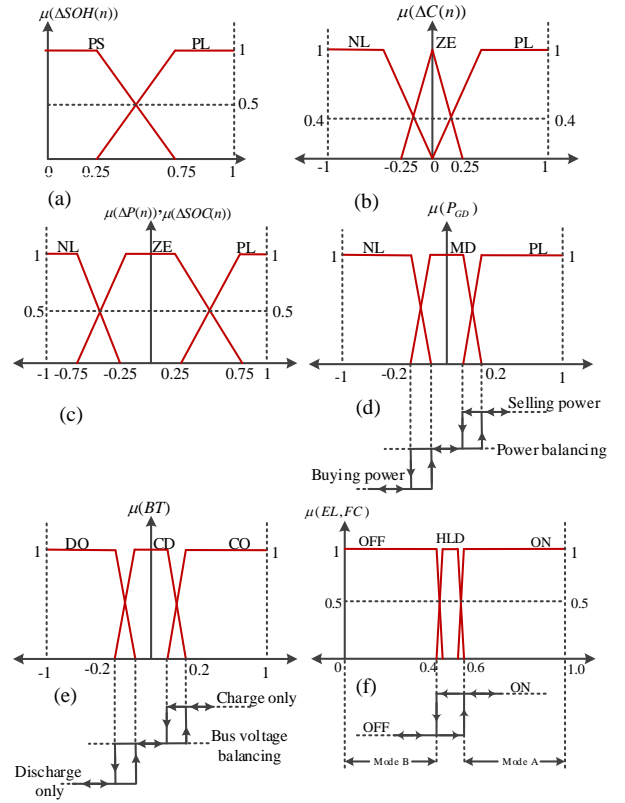 μ(ΔSOH(n))
PS PL
1
0.5
0 0.25 0.75 1
(a)
μ(ΔC(n))
NL ZE PL
1 1
0.4 0.4
-1 -0.25 0 0.25 1
(b)
μ(ΔP(n)),μ(ΔSOC(n))
NL ZE PL
1 1
0.5 0.5
-1 -0.75 -0.25 0 0.25 0.75 1
(c)
μ(P_GD)
NL MD PL
1 1
-1 -0.2 0 0.2 1
(d)
Selling power
Power balancing
Buying power
μ(BT)
DO CD CO
1 1
-1 -0.2 0 0.2 1
(e)
Charge only
Bus voltage
balancing
Discharge
only
μ(EL,FC)
OFF HLD ON
1 1
0.5 0.5
0 0.4 0.6 1.0
(f)
ON
OFF
Mode B Mode A